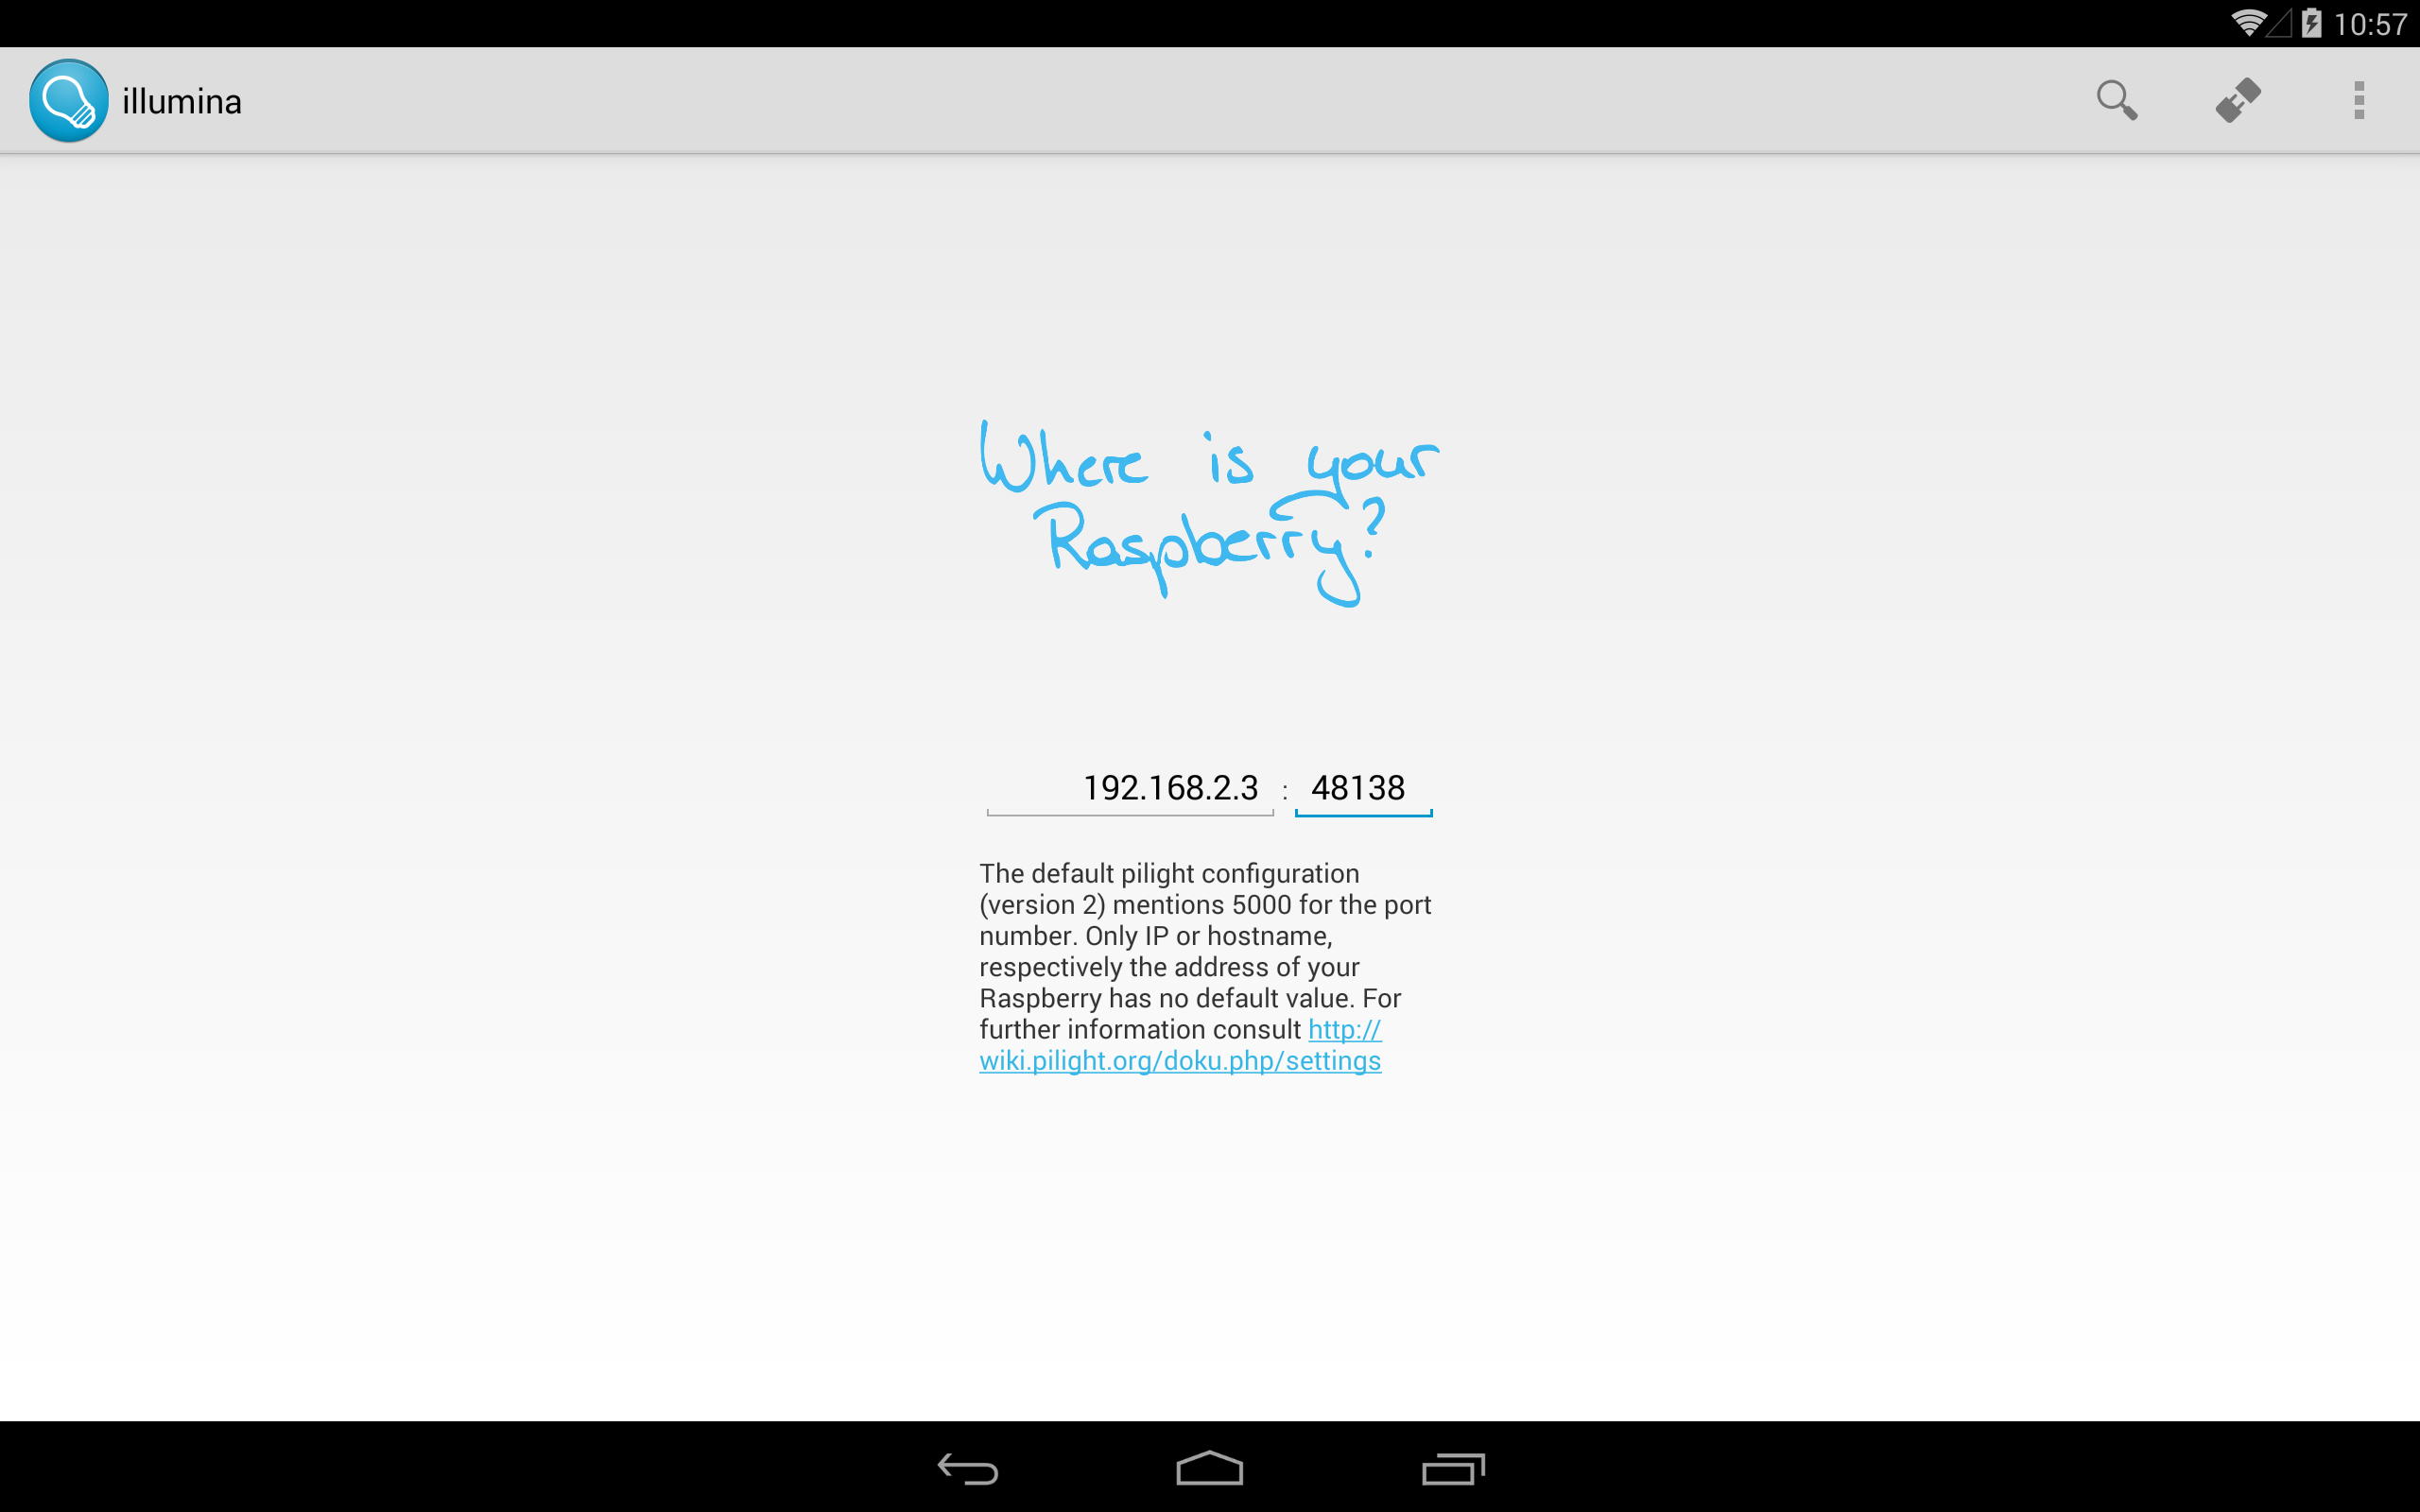 10:57
illumina
Where is your
Raspberry?
192.168.2.3 : 48138
The default pilight configuration
(version 2) mentions 5000 for the port
number. Only IP or hostname,
respectively the address of your
Raspberry has no default value. For
further information consult http://
wiki.pilight.org/doku.php/settings